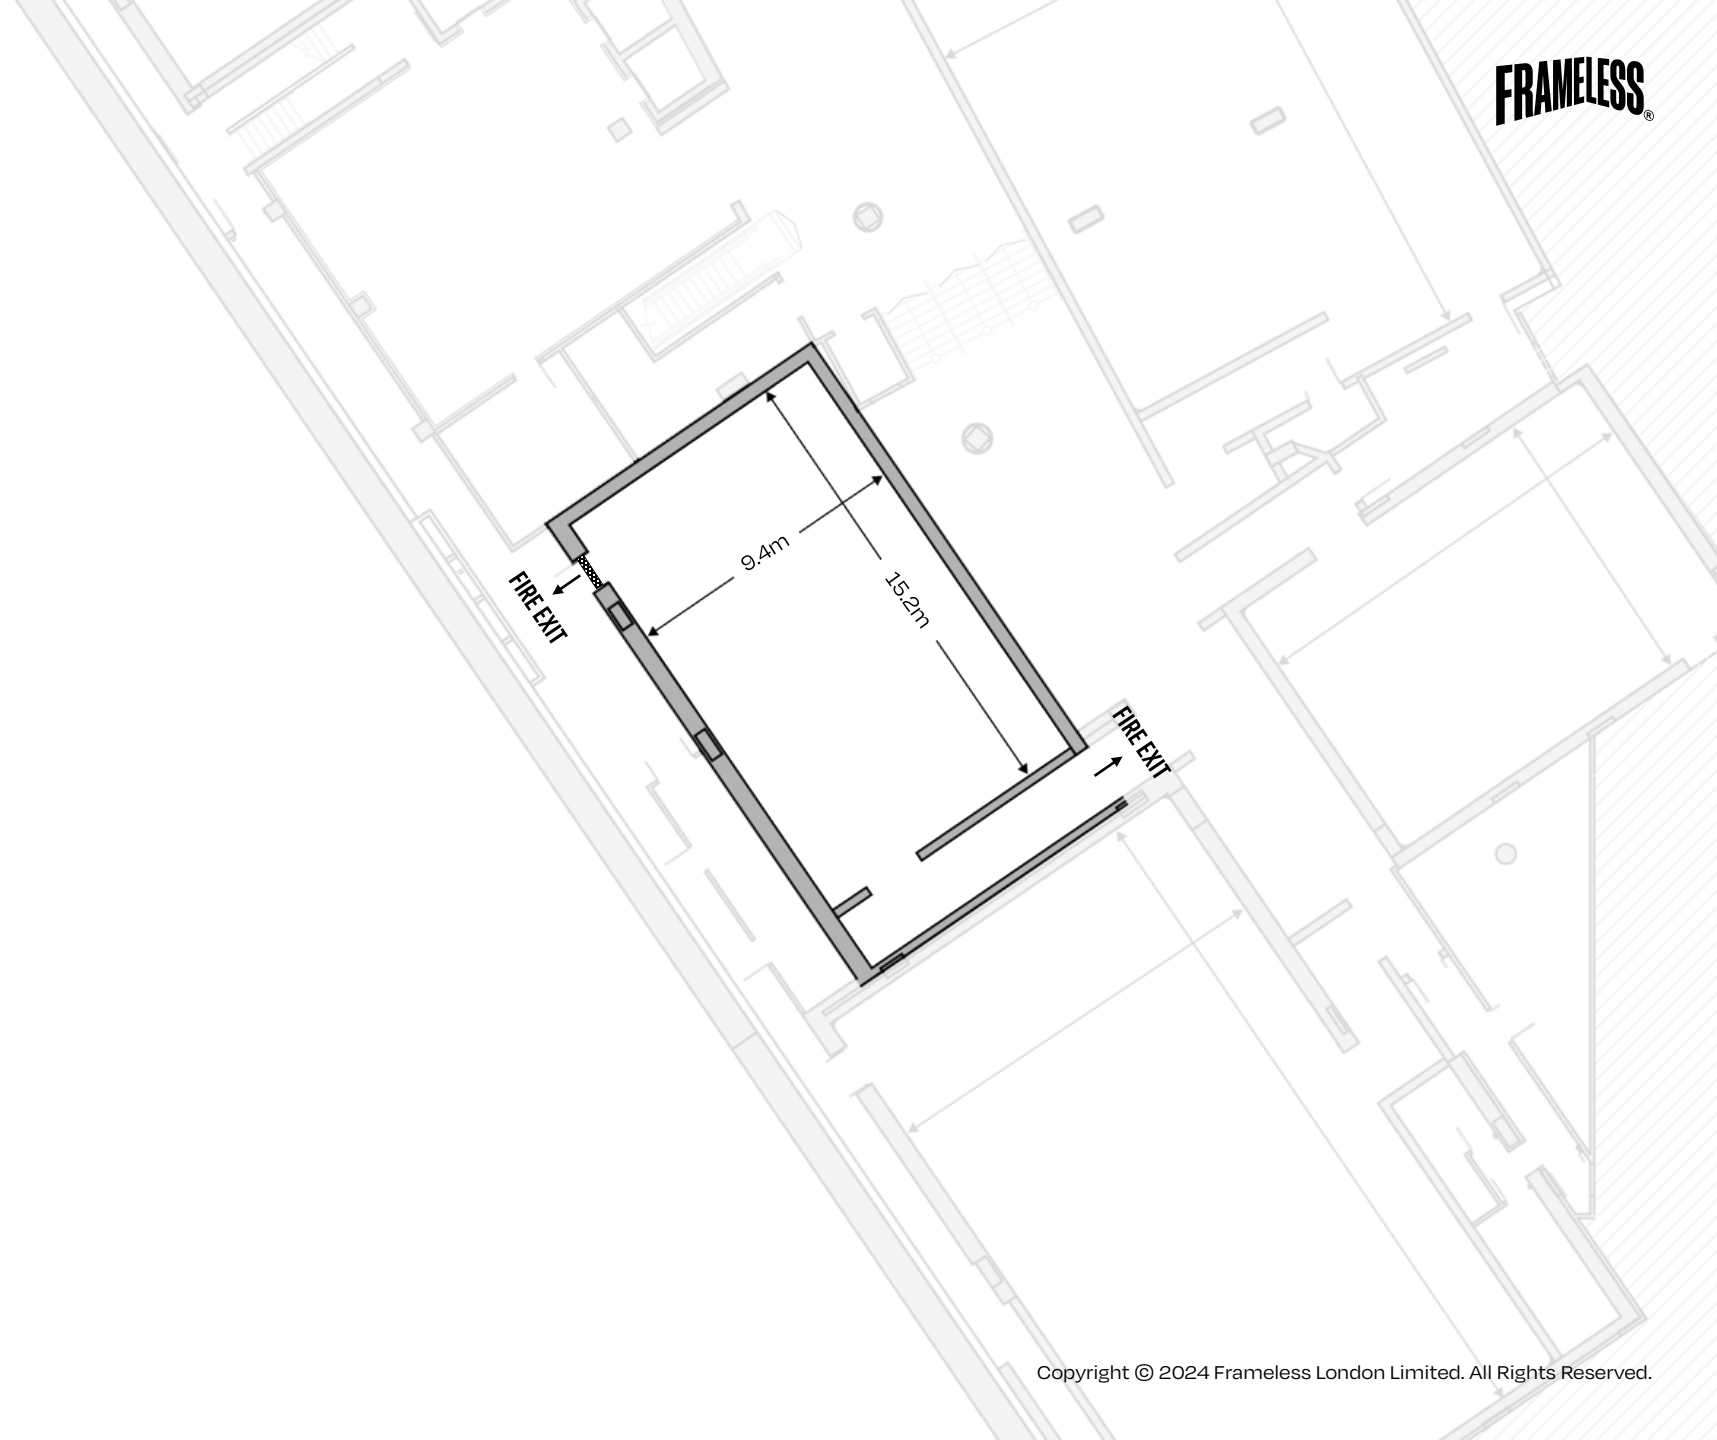 FRAMELESS®
9.4m
15.2m
FIRE EXIT
FIRE EXIT
Copyright © 2024 Frameless London Limited. All Rights Reserved.